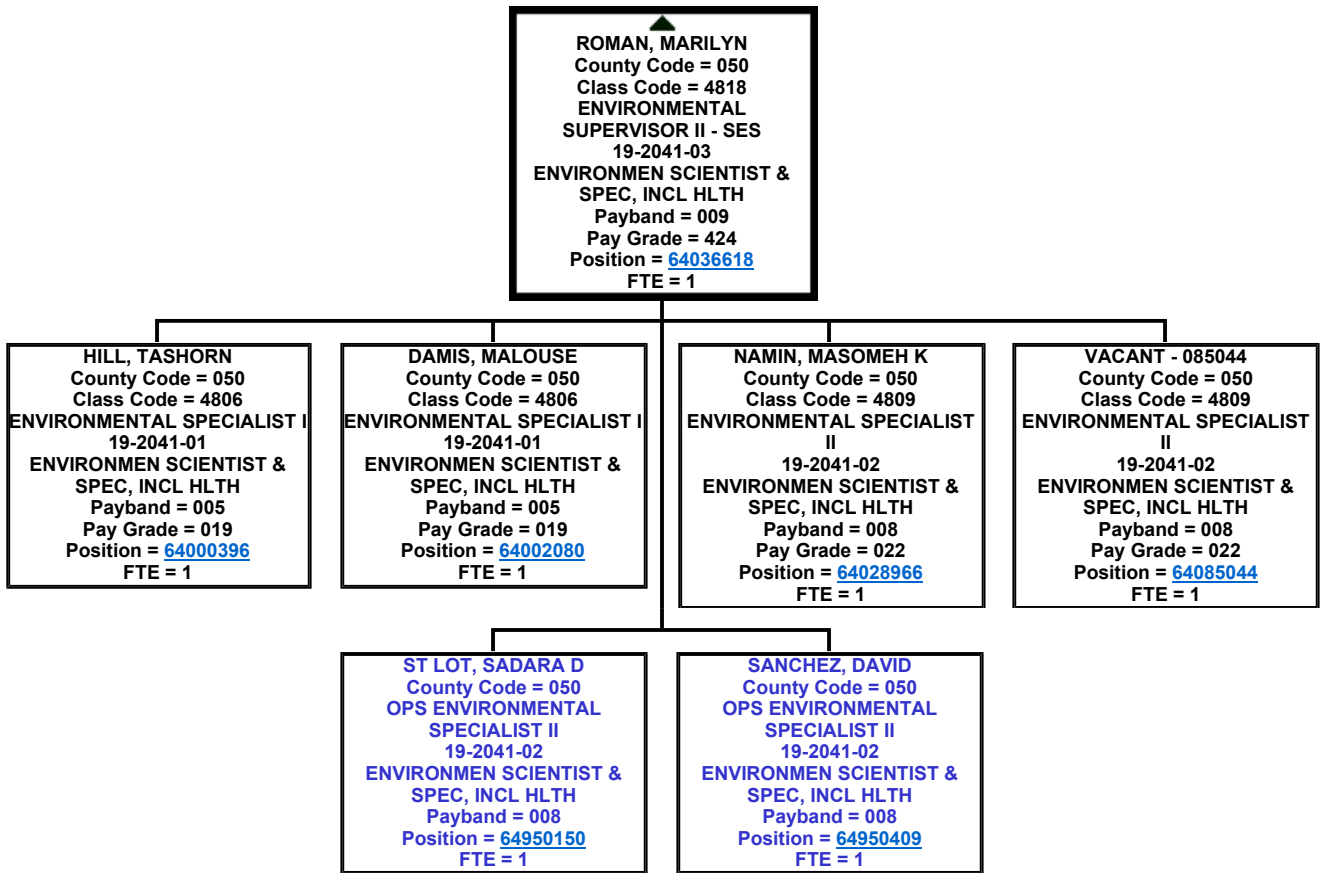 ROMAN, MARILYN
County Code = 050
Class Code = 4818
ENVIRONMENTAL
SUPERVISOR II - SES
19-2041-03
ENVIRONMEN SCIENTIST &
SPEC, INCL HLTH
Payband = 009
Pay Grade = 424
Position = 64036618
FTE = 1
HILL, TASHORN
County Code = 050
Class Code = 4806
ENVIRONMENTAL SPECIALIST I
19-2041-01
ENVIRONMEN SCIENTIST &
SPEC, INCL HLTH
Payband = 005
Pay Grade = 019
Position = 64000396
FTE = 1
DAMIS, MALOUSE
County Code = 050
Class Code = 4806
ENVIRONMENTAL SPECIALIST I
19-2041-01
ENVIRONMEN SCIENTIST &
SPEC, INCL HLTH
Payband = 005
Pay Grade = 019
Position = 64002080
FTE = 1
NAMIN, MASOMEH K
County Code = 050
Class Code = 4809
ENVIRONMENTAL SPECIALIST
II
19-2041-02
ENVIRONMEN SCIENTIST &
SPEC, INCL HLTH
Payband = 008
Pay Grade = 022
Position = 64028966
FTE = 1
VACANT - 085044
County Code = 050
Class Code = 4809
ENVIRONMENTAL SPECIALIST
II
19-2041-02
ENVIRONMEN SCIENTIST &
SPEC, INCL HLTH
Payband = 008
Pay Grade = 022
Position = 64085044
FTE = 1
ST LOT, SADARA D
County Code = 050
OPS ENVIRONMENTAL
SPECIALIST II
19-2041-02
ENVIRONMEN SCIENTIST &
SPEC, INCL HLTH
Payband = 008
Position = 64950150
FTE = 1
SANCHEZ, DAVID
County Code = 050
OPS ENVIRONMENTAL
SPECIALIST II
19-2041-02
ENVIRONMEN SCIENTIST &
SPEC, INCL HLTH
Payband = 008
Position = 64950409
FTE = 1